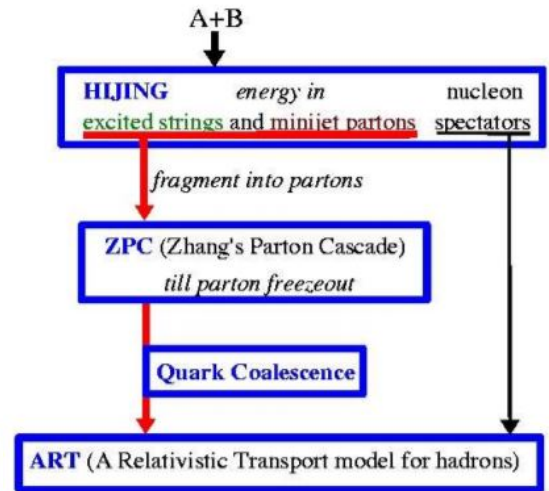 A+B
HIJING energy in nucleon
excited strings and minijet partons spectators
fragment into partons
ZPC (Zhang's Parton Cascade)
till parton freezeout
Quark Coalescence
ART (A Relativistic Transport model for hadrons)